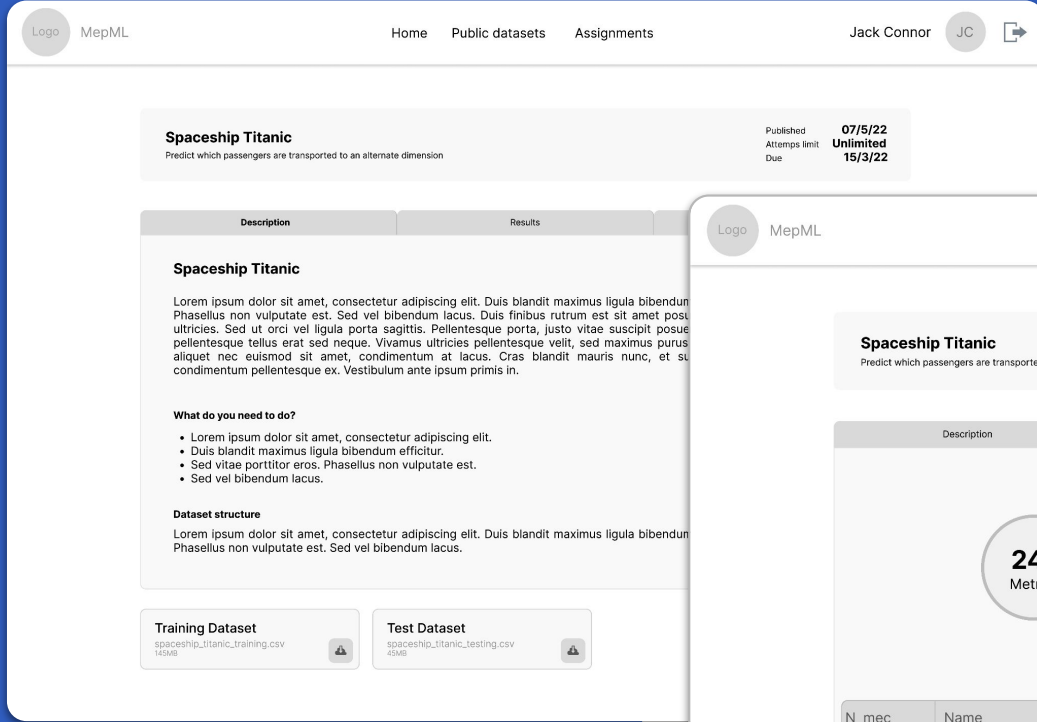 Logo MepML Home Public datasets Assignments Jack Connor JC
Spaceship Titanic
Predict which passengers are transported to an alternate dimension
Published 07/5/22
Attemps limit Unlimited
Due 15/3/22
Description Results
Spaceship Titanic
Lorem ipsum dolor sit amet, consectetur adipiscing elit. Duis blandit maximus ligula bibendum
Phasellus non vulputate est. Sed vel bibendum lacus. Duis finibus rutrum est sit amet
ultricies. Sed ut orci vel ligula porta sagittis. Pellentesque porta, justo vitae suscipit
pellentesque tellus erat sed neque. Vivamus ultricies pellentesque velit, sed maximus purus
aliquet nec euismod sit amet, condimentum at lacus. Cras blandit mauris nunc, et
condimentum pellentesque ex. Vestibulum ante ipsum primis in.
What do you need to do?
• Lorem ipsum dolor sit amet, consectetur adipiscing elit.
• Duis blandit maximus ligula bibendum efficitur.
• Sed vitae porttitor eros. Phasellus non vulputate est.
• Sed vel bibendum lacus.
Dataset structure
Lorem ipsum dolor sit amet, consectetur adipiscing elit. Duis blandit maximus ligula bibendum
Phasellus non vulputate est. Sed vel bibendum lacus.
Training Dataset
spaceship_titanic_training.csv
145MB
Test Dataset
spaceship_titanic_testing.csv
45MB
Logo MepML
Spaceship Titanic
Predict which passengers are
Description
24
N_mec Name